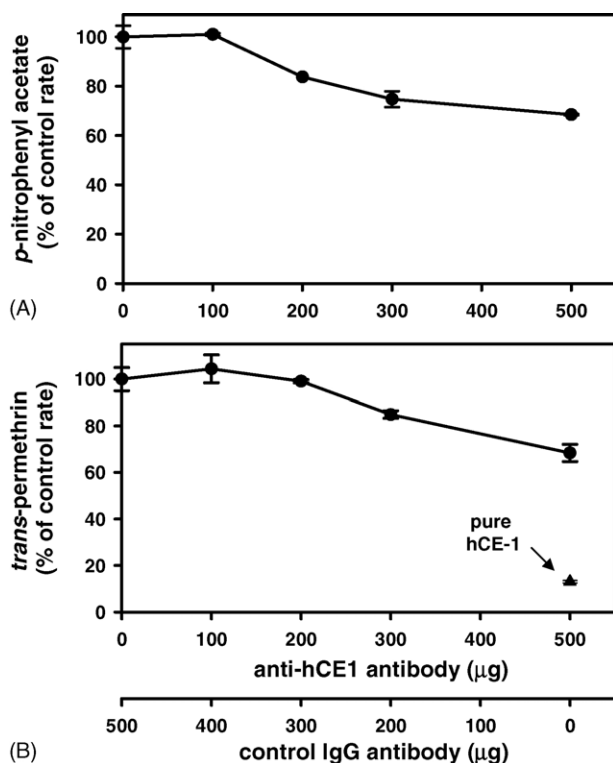 p-nitrophenyl acetate
(% of control rate)
100
80
60
40
20
0
(A)
0 100 200 300 400 500
trans-permethrin
(% of control rate)
100
80
60
40
20
0
pure
hCE-1
0 100 200 300 400 500
anti-hCE1 antibody (μg)
500 400 300 200 100 0
(B)
control IgG antibody (μg)